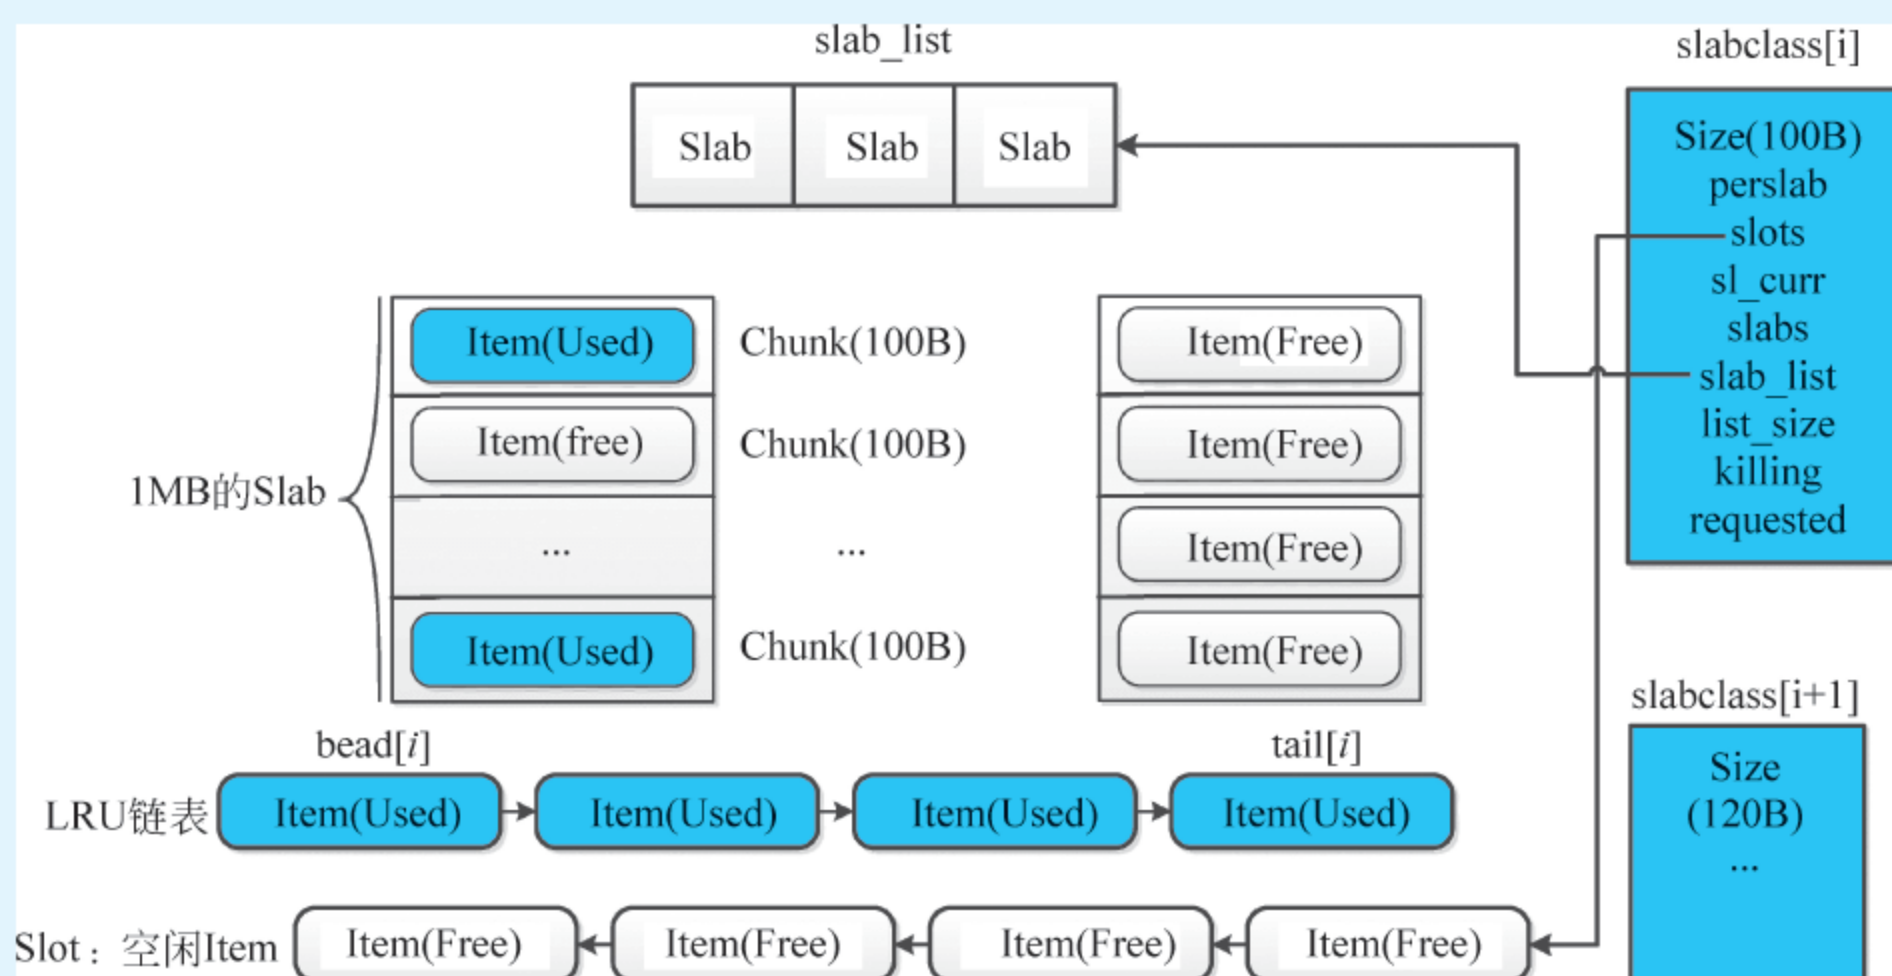 slab_list
Slab Slab Slab
slabclass[i]
Size(100B)
perslab
slots
sl_curr
slabs
slab_list
list_size
killing
requested
1MB的Slab
Item(Used) Chunk(100B) Item(Free)
Item(free) Chunk(100B) Item(Free)
... ... Item(Free)
Item(Used) Chunk(100B) Item(Free)
bead[i] tail[i]
LRU链表 Item(Used) Item(Used) Item(Used) Item(Used)
Slot：空闲Item Item(Free) Item(Free) Item(Free) Item(Free)
slabclass[i+1]
Size
(120B)
...